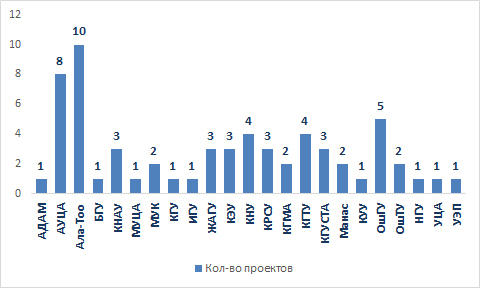 12
10
8
6
4
2
0
1
8
10
1
3
1
2
1
1
3
3
4
3
2
4
3
2
1
5
2
1
1
1
АДАМ
АУЦА
Ала-Тоо
БГУ
КНАУ
МУЦА
МУК
КГУ
ИГУ
ЖАГУ
КЭУ
КНУ
КРСУ
КГМА
КГТУ
КГУСТА
Манас
КУУ
ОшГУ
ОшТУ
НГУ
УЦА
УЭП
Кол-во проектов